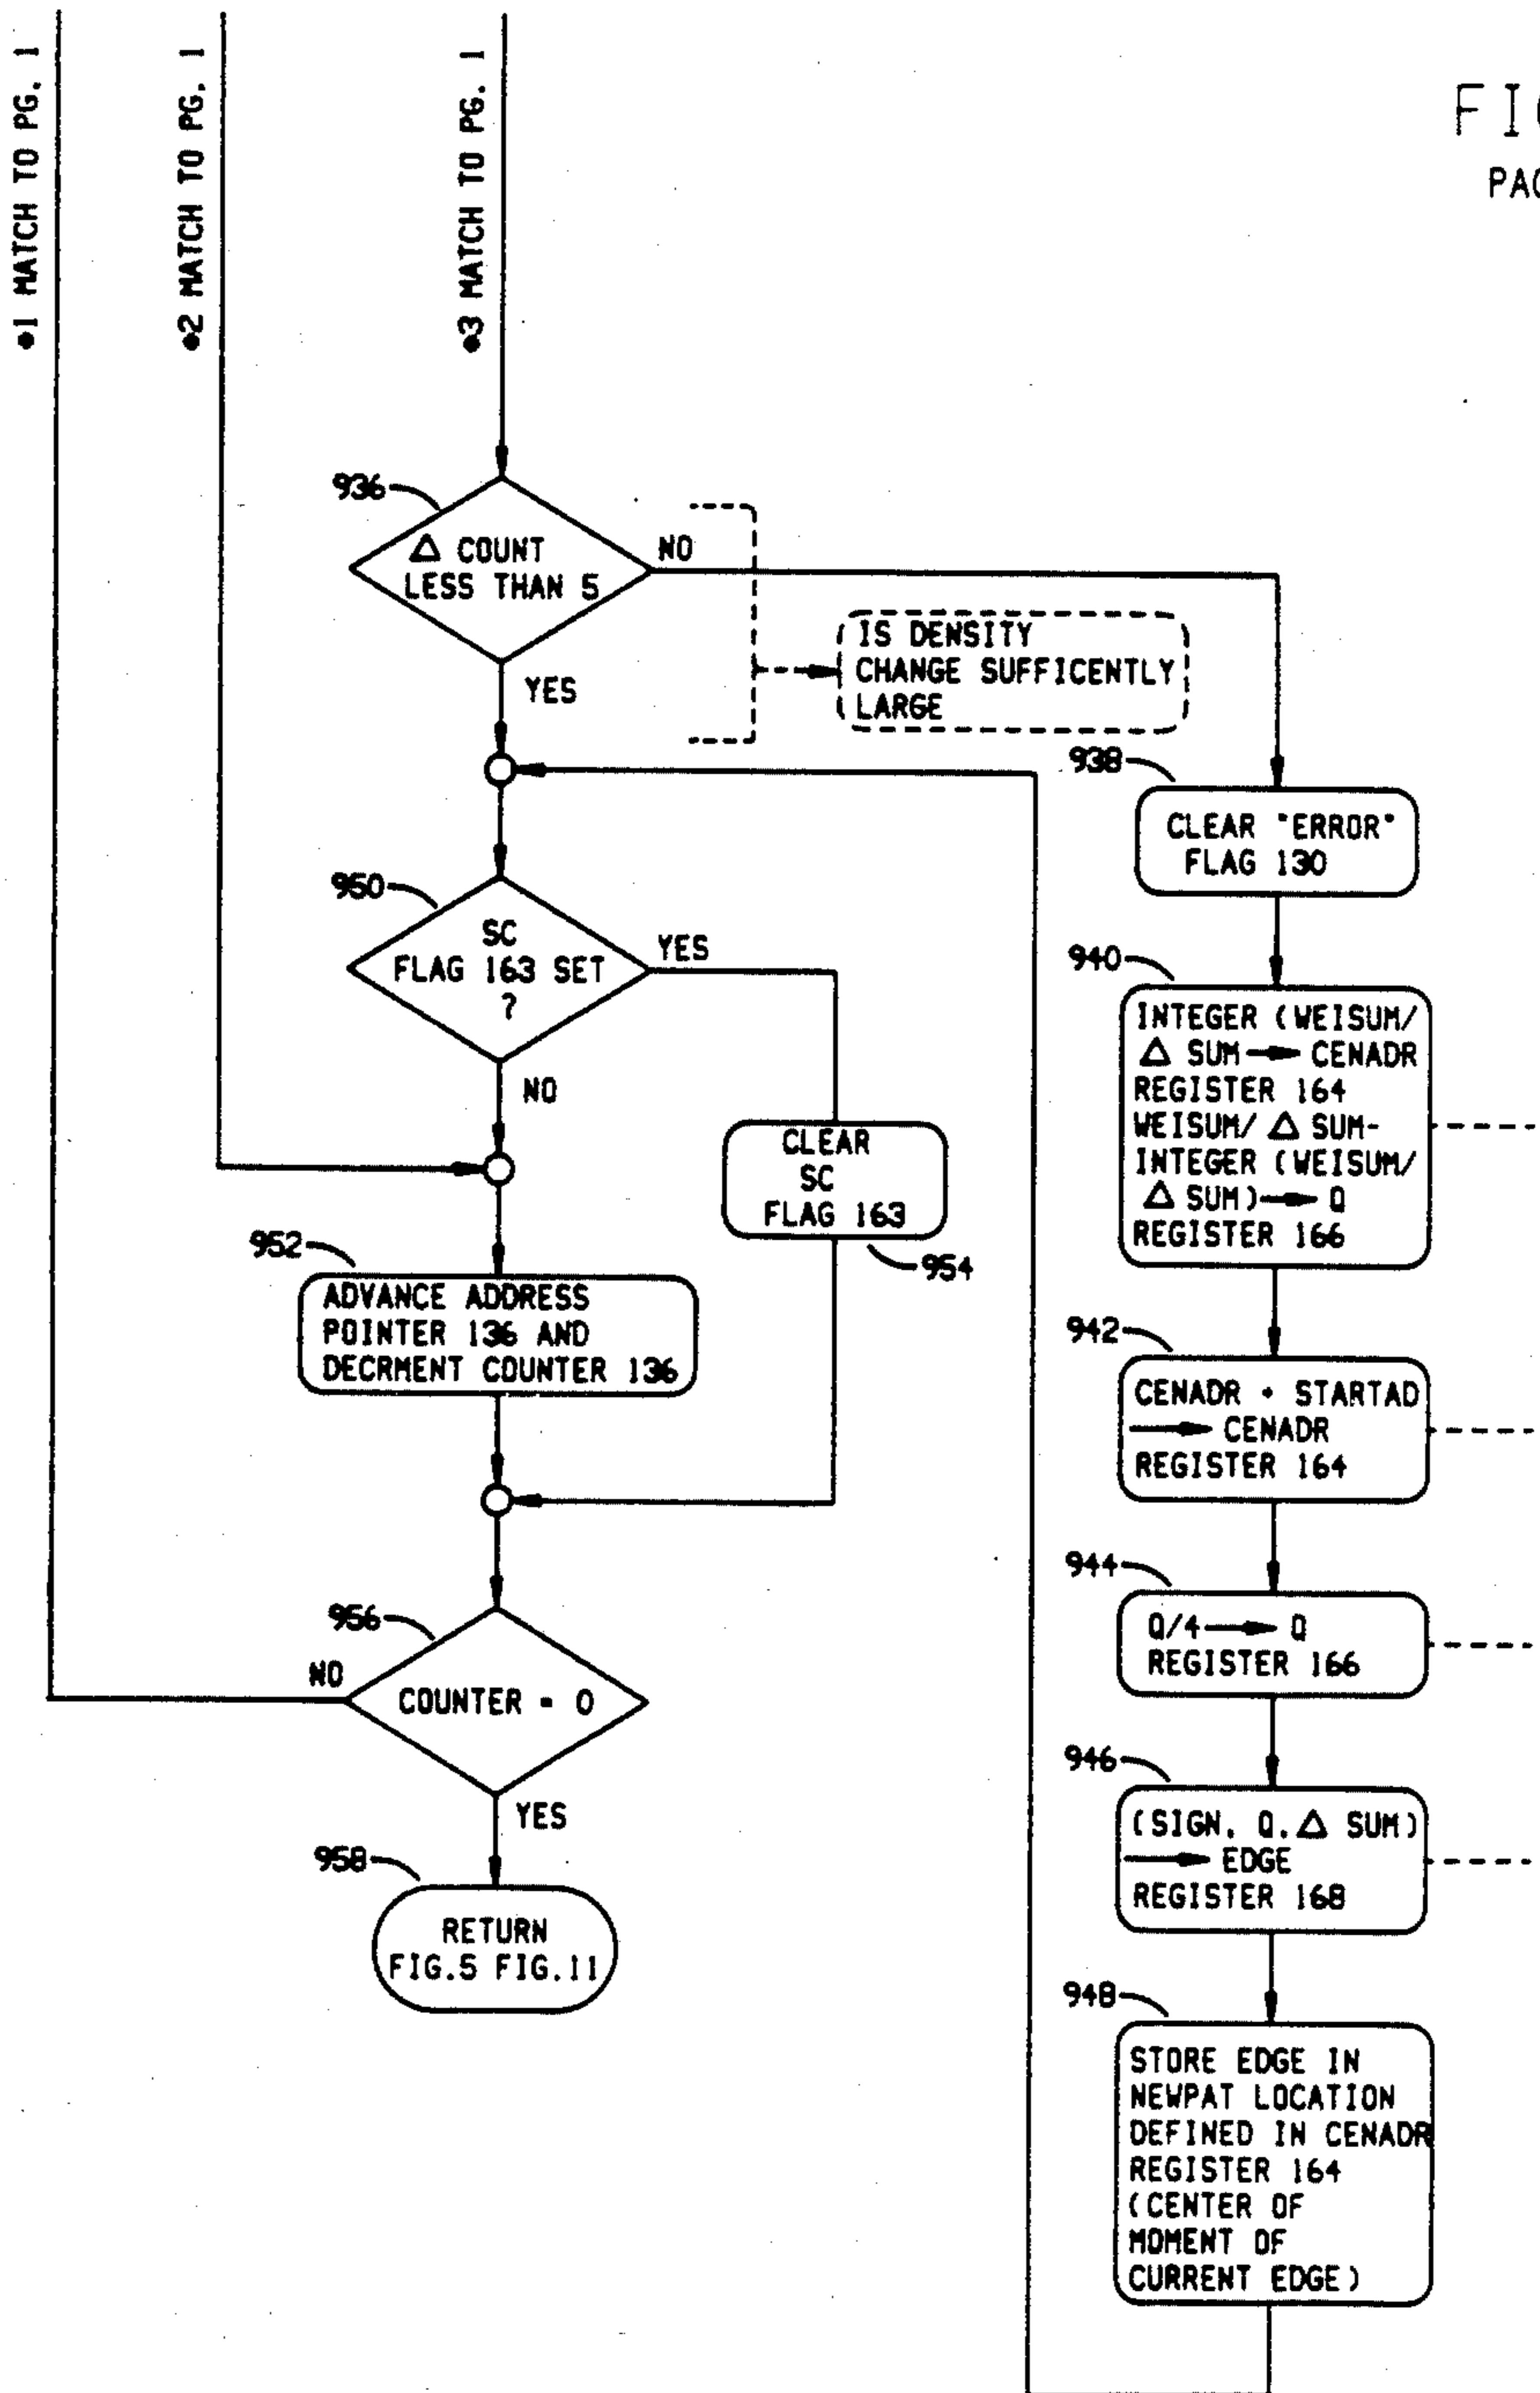 ●1 MATCH TO PG. 1
●2 MATCH TO PG. 1
●3 MATCH TO PG. 1
936
Δ COUNT
LESS THAN 5
NO
YES
IS DENSITY
CHANGE SUFFICENTLY
LARGE
938
CLEAR "ERROR"
FLAG 130
950
SC
FLAG 163 SET
?
YES
NO
940
INTEGER (WEISUM/
Δ SUM → CENADR
REGISTER 164
WEISUM/ Δ SUM-
INTEGER (WEISUM/
Δ SUM) → Q
REGISTER 166
CLEAR
SC
FLAG 163
954
952
ADVANCE ADDRESS
POINTER 136 AND
DECRMENT COUNTER 136
942
CENADR + STARTAD
→ CENADR
REGISTER 164
944
Q/4 → Q
REGISTER 166
956
NO
COUNTER = 0
YES
946
(SIGN, Q, Δ SUM)
→ EDGE
REGISTER 168
958
RETURN
FIG.5 FIG.11
948
STORE EDGE IN
NEWPAT LOCATION
DEFINED IN CENADR
REGISTER 164
(CENTER OF
MOMENT OF
CURRENT EDGE)